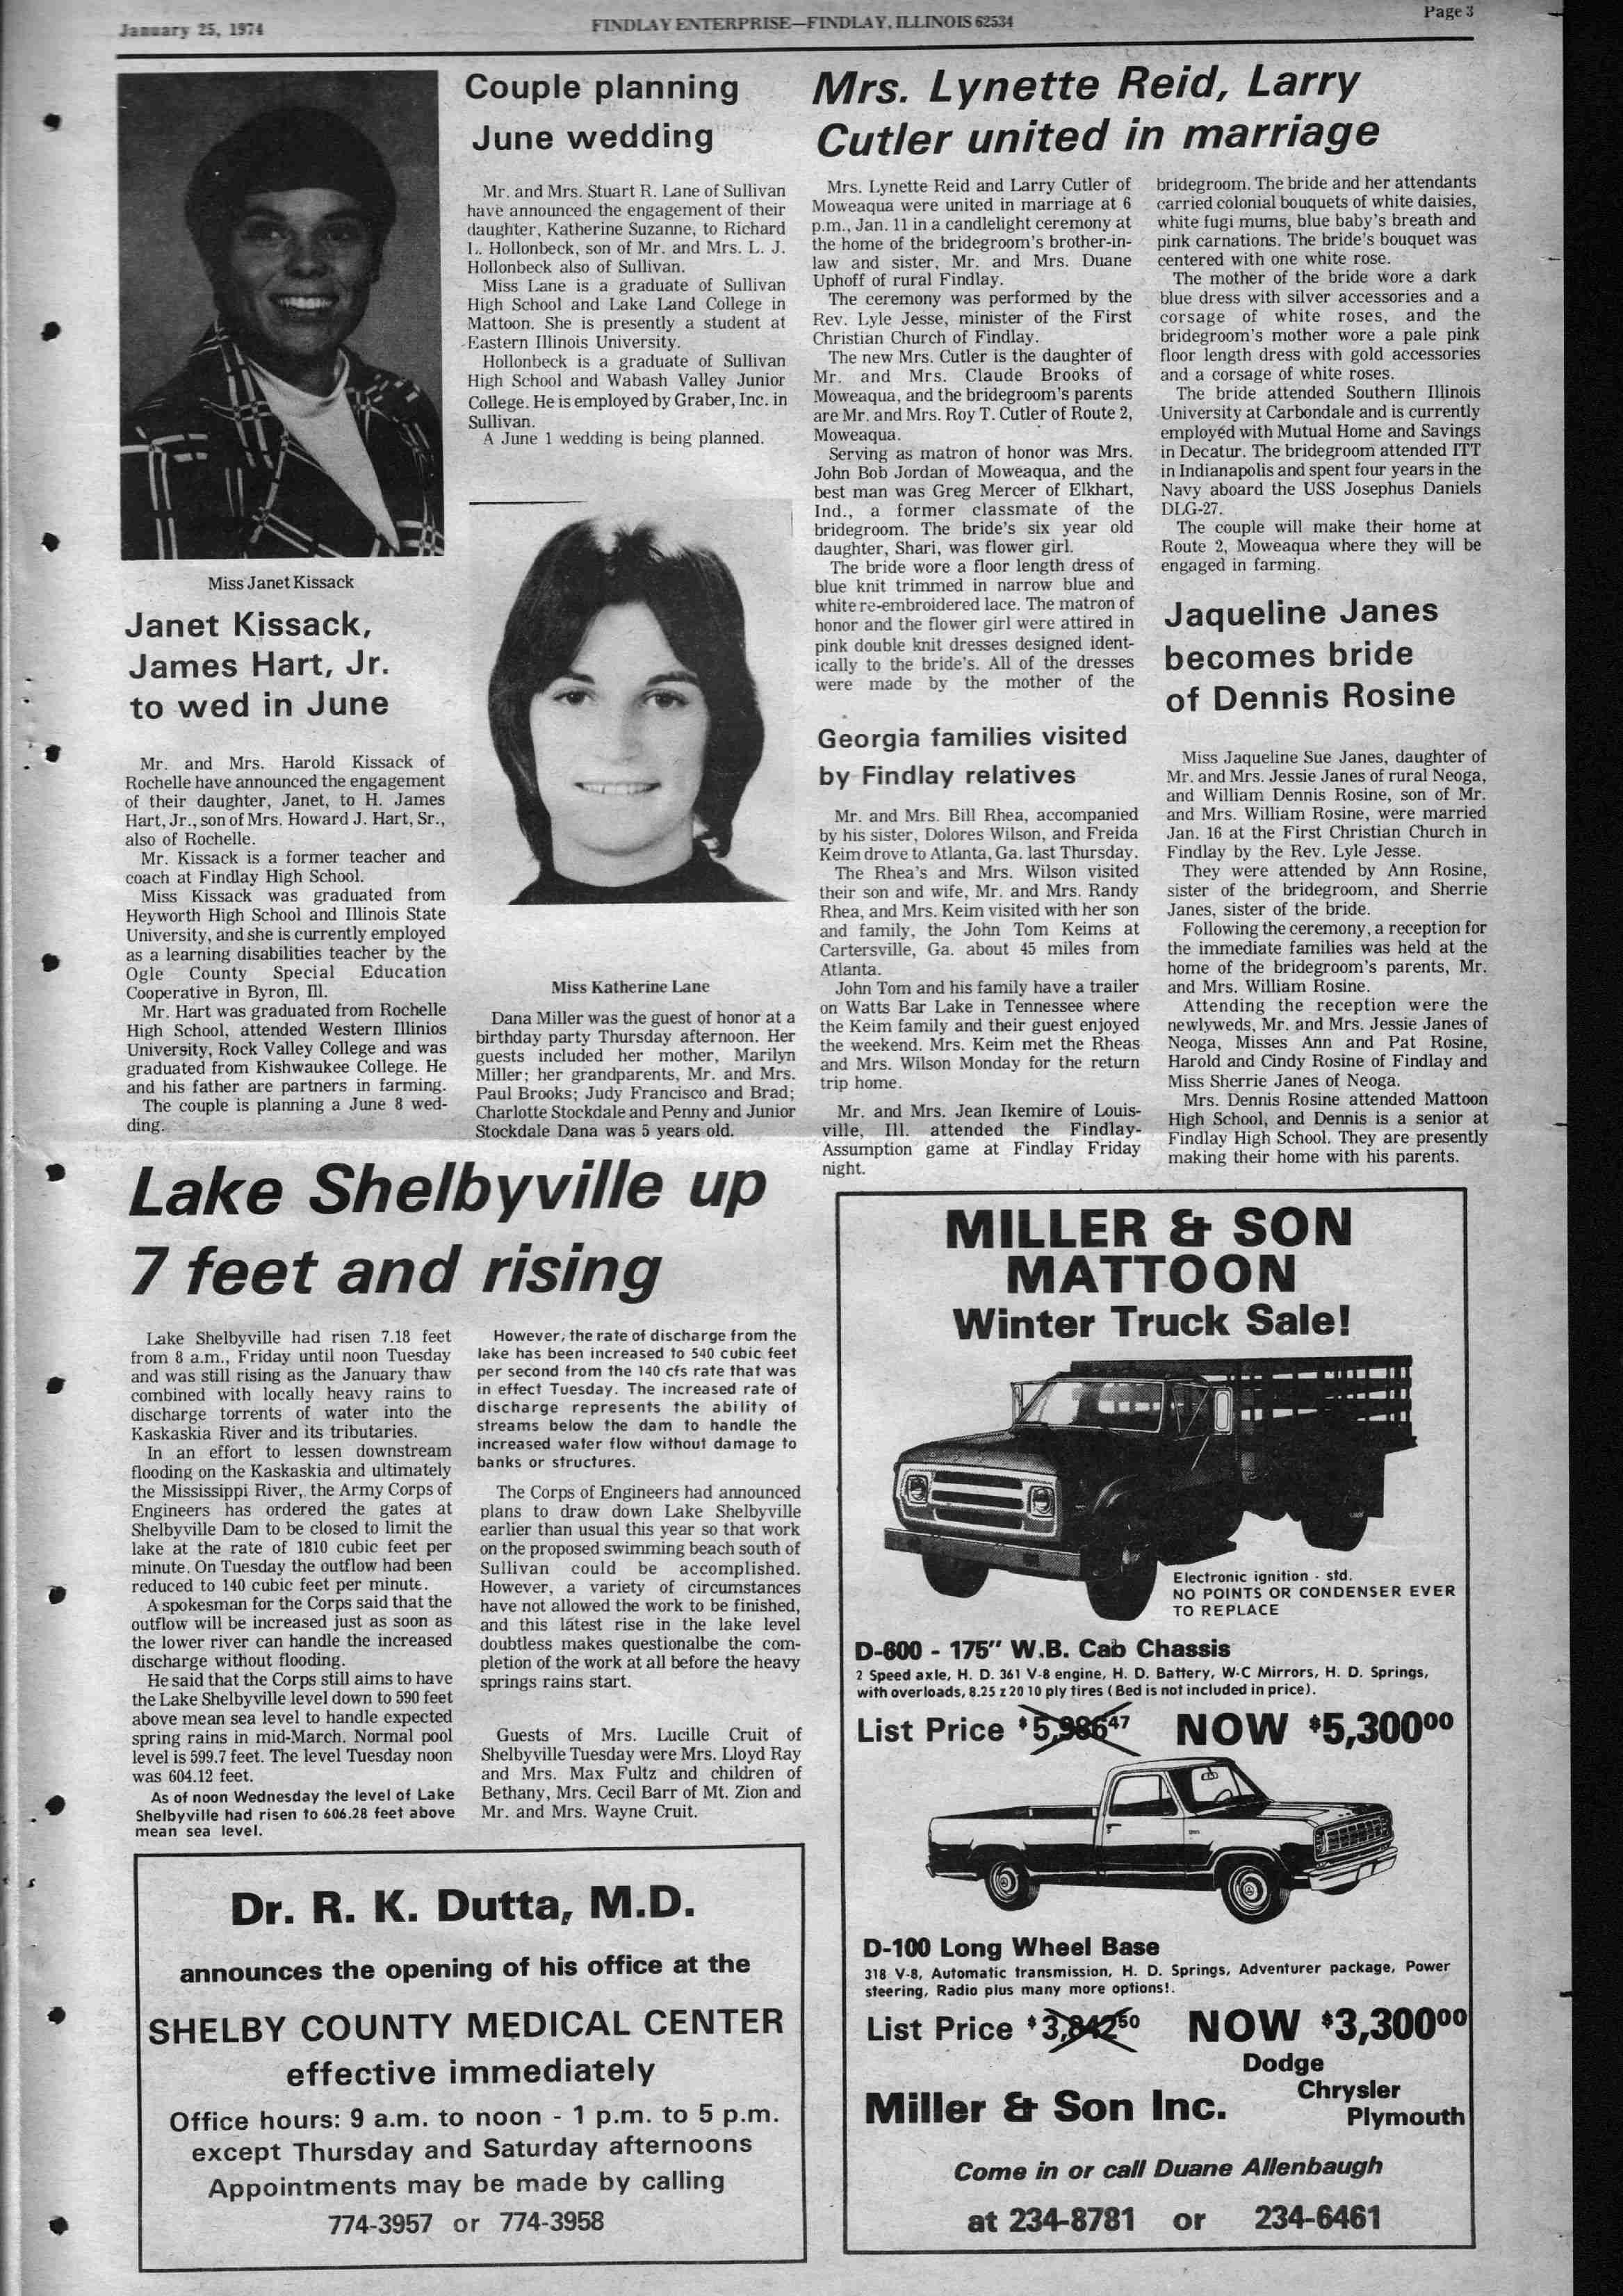 January 25, 1974
FINDLAY ENTERPRISE—FINDLAY, ILLINOIS 62534
Page 3
Miss Janet Kissack
Janet Kissack,
James Hart, Jr.
to wed in June
Mr. and Mrs. Harold Kissack of
Rochelle have announced the engagement
of their daughter, Janet, to H. James
Hart, Jr., son of Mrs. Howard J. Hart, Sr.,
also of Rochelle.
Mr. Kissack is a former teacher and
coach at Findlay High School.
Miss Kissack was graduated from
Heyworth High School and Illinois State
University, and she is currently employed
as a learning disabilities teacher by the
Ogle County Special Education
Cooperative in Byron, Ill.
Mr. Hart was graduated from Rochelle
High School, attended Western Illinios
University, Rock Valley College and was
graduated from Kishwaukee College. He
and his father are partners in farming.
The couple is planning a June 8 wed-
ding.
Couple planning
June wedding
Mr. and Mrs. Stuart R. Lane of Sullivan
have announced the engagement of their
daughter, Katherine Suzanne, to Richard
L. Hollonbeck, son of Mr. and Mrs. L. J.
Hollonbeck also of Sullivan.
Miss Lane is a graduate of Sullivan
High School and Lake Land College in
Mattoon. She is presently a student at
Eastern Illinois University.
Hollonbeck is a graduate of Sullivan
High School and Wabash Valley Junior
College. He is employed by Graber, Inc. in
Sullivan.
A June 1 wedding is being planned.
Miss Katherine Lane
Dana Miller was the guest of honor at a
birthday party Thursday afternoon. Her
guests included her mother, Marilyn
Miller; her grandparents, Mr. and Mrs.
Paul Brooks; Judy Francisco and Brad;
Charlotte Stockdale and Penny and Junior
Stockdale Dana was 5 years old.
Mrs. Lynette Reid, Larry
Cutler united in marriage
Mrs. Lynette Reid and Larry Cutler of
Moweaqua were united in marriage at 6
p.m., Jan. 11 in a candlelight ceremony at
the home of the bridegroom's brother-in-
law and sister, Mr. and Mrs. Duane
Uphoff of rural Findlay.
The ceremony was performed by the
Rev. Lyle Jesse, minister of the First
Christian Church of Findlay.
The new Mrs. Cutler is the daughter of
Mr. and Mrs. Claude Brooks of
Moweaqua, and the bridegroom's parents
are Mr. and Mrs. Roy T. Cutler of Route 2,
Moweaqua.
Serving as matron of honor was Mrs.
John Bob Jordan of Moweaqua, and the
best man was Greg Mercer of Elkhart,
Ind., a former classmate of the
bridegroom. The bride's six year old
daughter, Shari, was flower girl.
The bride wore a floor length dress of
blue knit trimmed in narrow blue and
white re-embroidered lace. The matron of
honor and the flower girl were attired in
pink double knit dresses designed ident-
ically to the bride's. All of the dresses
were made by the mother of the
bridegroom. The bride and her attendants
carried colonial bouquets of white daisies,
white fugi mums, blue baby's breath and
pink carnations. The bride's bouquet was
centered with one white rose.
The mother of the bride wore a dark
blue dress with silver accessories and a
corsage of white roses, and the
bridegroom's mother wore a pale pink
floor length dress with gold accessories
and a corsage of white roses.
The bride attended Southern Illinois
University at Carbondale and is currently
employed with Mutual Home and Savings
in Decatur. The bridegroom attended ITT
in Indianapolis and spent four years in the
Navy aboard the USS Josephus Daniels
DLG-27.
The couple will make their home at
Route 2, Moweaqua where they will be
engaged in farming.
Georgia families visited
by Findlay relatives
Mr. and Mrs. Bill Rhea, accompanied
by his sister, Dolores Wilson, and Freida
Keim drove to Atlanta, Ga. last Thursday.
The Rhea's and Mrs. Wilson visited
their son and wife, Mr. and Mrs. Randy
Rhea, and Mrs. Keim visited with her son
and family, the John Tom Keims at
Cartersville, Ga. about 45 miles from
Atlanta.
John Tom and his family have a trailer
on Watts Bar Lake in Tennessee where
the Keim family and their guest enjoyed
the weekend. Mrs. Keim met the Rheas
and Mrs. Wilson Monday for the return
trip home.
Mr. and Mrs. Jean Ikemire of Louis-
ville, Ill. attended the Findlay-
Assumption game at Findlay Friday
night.
Jaqueline Janes
becomes bride
of Dennis Rosine
Miss Jaqueline Sue Janes, daughter of
Mr. and Mrs. Jessie Janes of rural Neoga,
and William Dennis Rosine, son of Mr.
and Mrs. William Rosine, were married
Jan. 16 at the First Christian Church in
Findlay by the Rev. Lyle Jesse.
They were attended by Ann Rosine,
sister of the bridegroom, and Sherrie
Janes, sister of the bride.
Following the ceremony, a reception for
the immediate families was held at the
home of the bridegroom's parents, Mr.
and Mrs. William Rosine.
Attending the reception were the
newlyweds, Mr. and Mrs. Jessie Janes of
Neoga, Misses Ann and Pat Rosine,
Harold and Cindy Rosine of Findlay and
Miss Sherrie Janes of Neoga.
Mrs. Dennis Rosine attended Mattoon
High School, and Dennis is a senior at
Findlay High School. They are presently
making their home with his parents.
Lake Shelbyville up
7 feet and rising
Lake Shelbyville had risen 7.18 feet
from 8 a.m., Friday until noon Tuesday
and was still rising as the January thaw
combined with locally heavy rains to
discharge torrents of water into the
Kaskaskia River and its tributaries.
In an effort to lessen downstream
flooding on the Kaskaskia and ultimately
the Mississippi River, the Army Corps of
Engineers has ordered the gates at
Shelbyville Dam to be closed to limit the
lake at the rate of 1810 cubic feet per
minute. On Tuesday the outflow had been
reduced to 140 cubic feet per minute.
A spokesman for the Corps said that the
outflow will be increased just as soon as
the lower river can handle the increased
discharge without flooding.
He said that the Corps still aims to have
the Lake Shelbyville level down to 590 feet
above mean sea level to handle expected
spring rains in mid-March. Normal pool
level is 599.7 feet. The level Tuesday noon
was 604.12 feet.
As of noon Wednesday the level of Lake
Shelbyville had risen to 606.28 feet above
mean sea level.
However, the rate of discharge from the
lake has been increased to 540 cubic feet
per second from the 140 cfs rate that was
in effect Tuesday. The increased rate of
discharge represents the ability of
streams below the dam to handle the
increased water flow without damage to
banks or structures.
The Corps of Engineers had announced
plans to draw down Lake Shelbyville
earlier than usual this year so that work
on the proposed swimming beach south of
Sullivan could be accomplished.
However, a variety of circumstances
have not allowed the work to be finished,
and this latest rise in the lake level
doubtless makes questionalbe the com-
pletion of the work at all before the heavy
springs rains start.
Guests of Mrs. Lucille Cruit of
Shelbyville Tuesday were Mrs. Lloyd Ray
and Mrs. Max Fultz and children of
Bethany, Mrs. Cecil Barr of Mt. Zion and
Mr. and Mrs. Wayne Cruit.
Dr. R. K. Dutta, M.D.
announces the opening of his office at the
SHELBY COUNTY MEDICAL CENTER
effective immediately
Office hours: 9 a.m. to noon - 1 p.m. to 5 p.m.
except Thursday and Saturday afternoons
Appointments may be made by calling
774-3957 or 774-3958
MILLER & SON
MATTOON
Winter Truck Sale!
Electronic ignition - std.
NO POINTS OR CONDENSER EVER
TO REPLACE
D-600 - 175" W.B. Cab Chassis
2 Speed axle, H. D. 361 V-8 engine, H. D. Battery, W-C Mirrors, H. D. Springs,
with overloads, 8.25 z 20 10 ply tires (Bed is not included in price).
List Price $5,986.47 NOW $5,300.00
D-100 Long Wheel Base
318 V-8, Automatic transmission, H. D. Springs, Adventurer package, Power
steering, Radio plus many more options!.
List Price $3,842.50 NOW $3,300.00
Miller & Son Inc.
Dodge
Chrysler
Plymouth
Come in or call Duane Allenbaugh
at 234-8781 or 234-6461